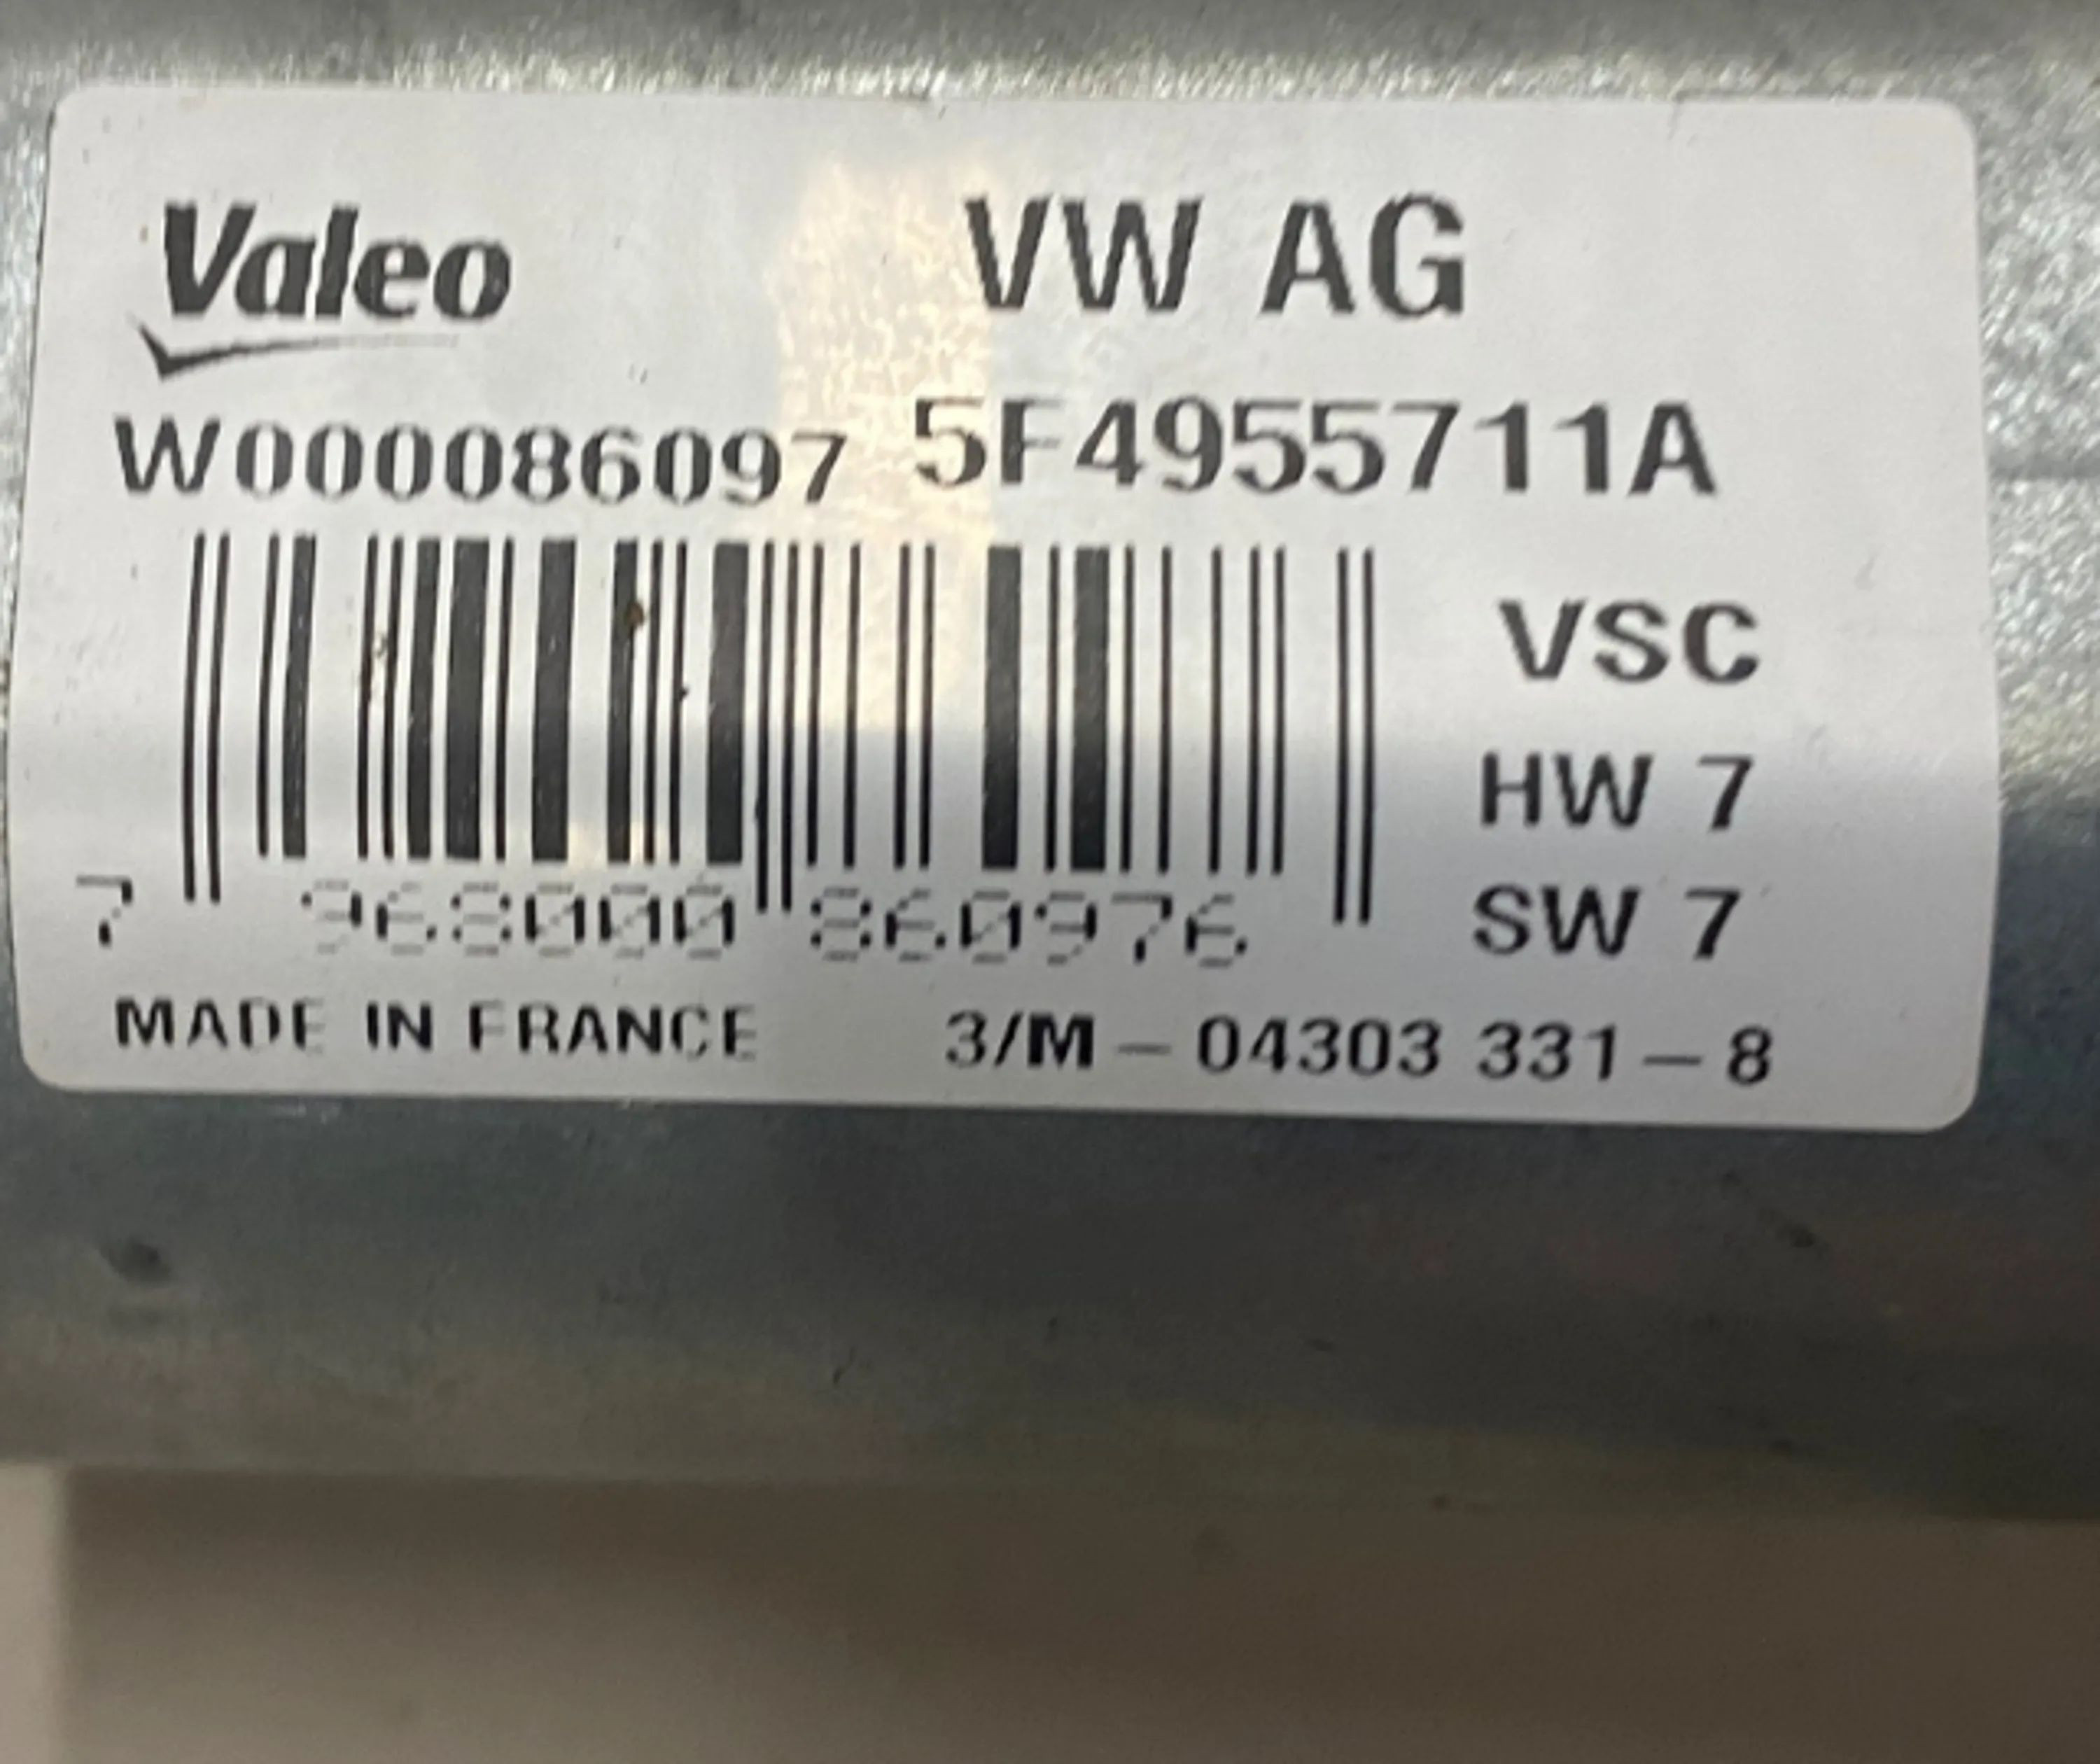 Valeo VW AG
W000086097 5F4955711A
VSC
HW 7
SW 7
7 968000 860976
MADE IN FRANCE 3/M - 04303 331-8